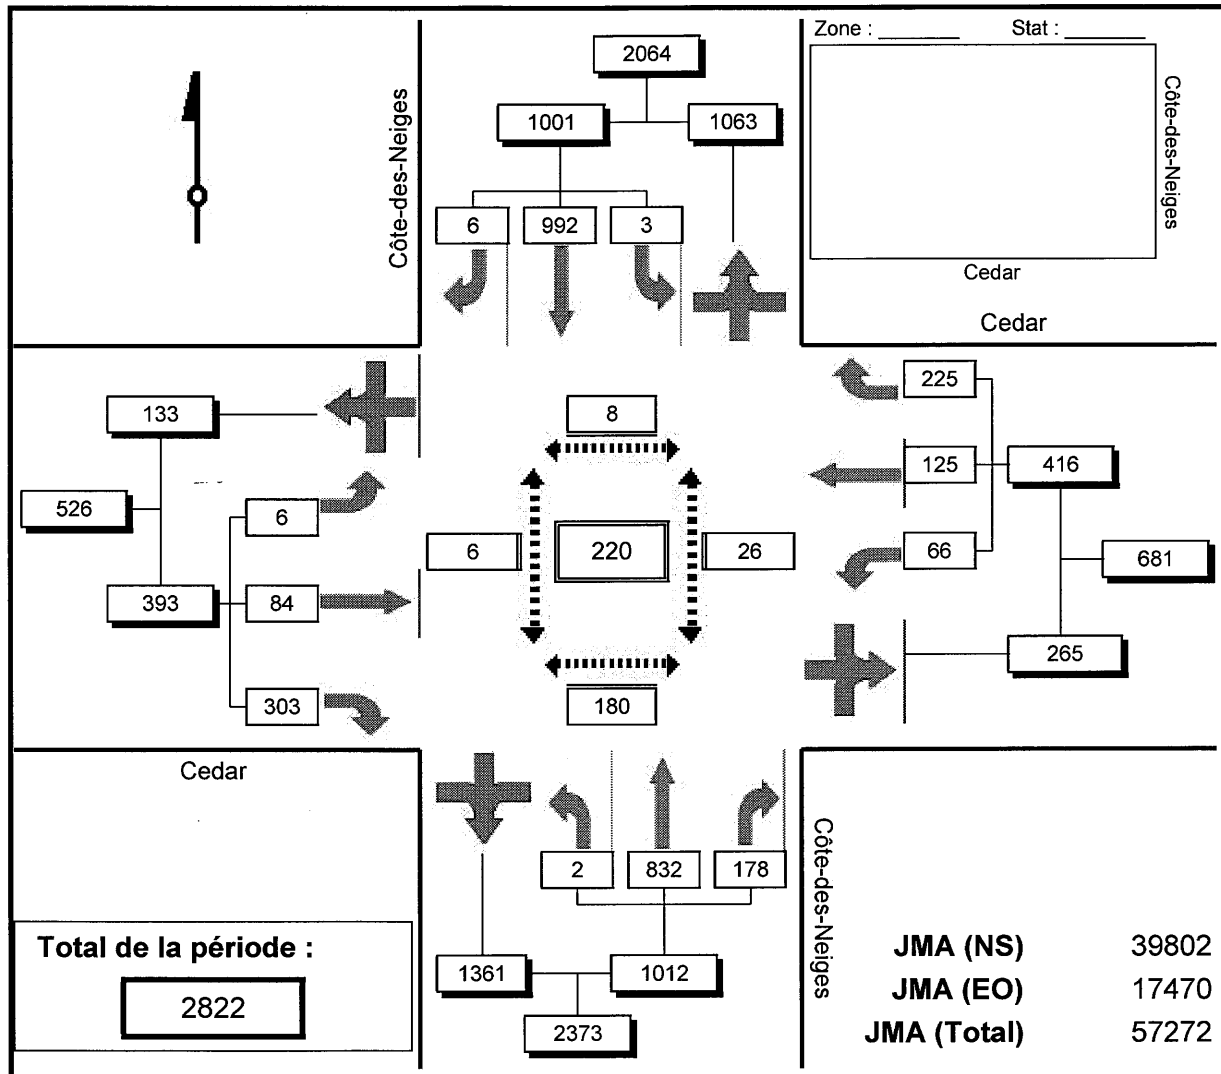 Zone : ______ Stat : ______
2064
1001 1063
6 992 3
Côte-des-Neiges
Côte-des-Neiges
Cedar
Cedar
133
526
6
393 84
303
8
6 220 26
180
225
125 416
66 681
265
Cedar
2 832 178
1361 1012
2373
Côte-des-Neiges
Total de la période :
2822
JMA (NS) 39802
JMA (EO) 17470
JMA (Total) 57272